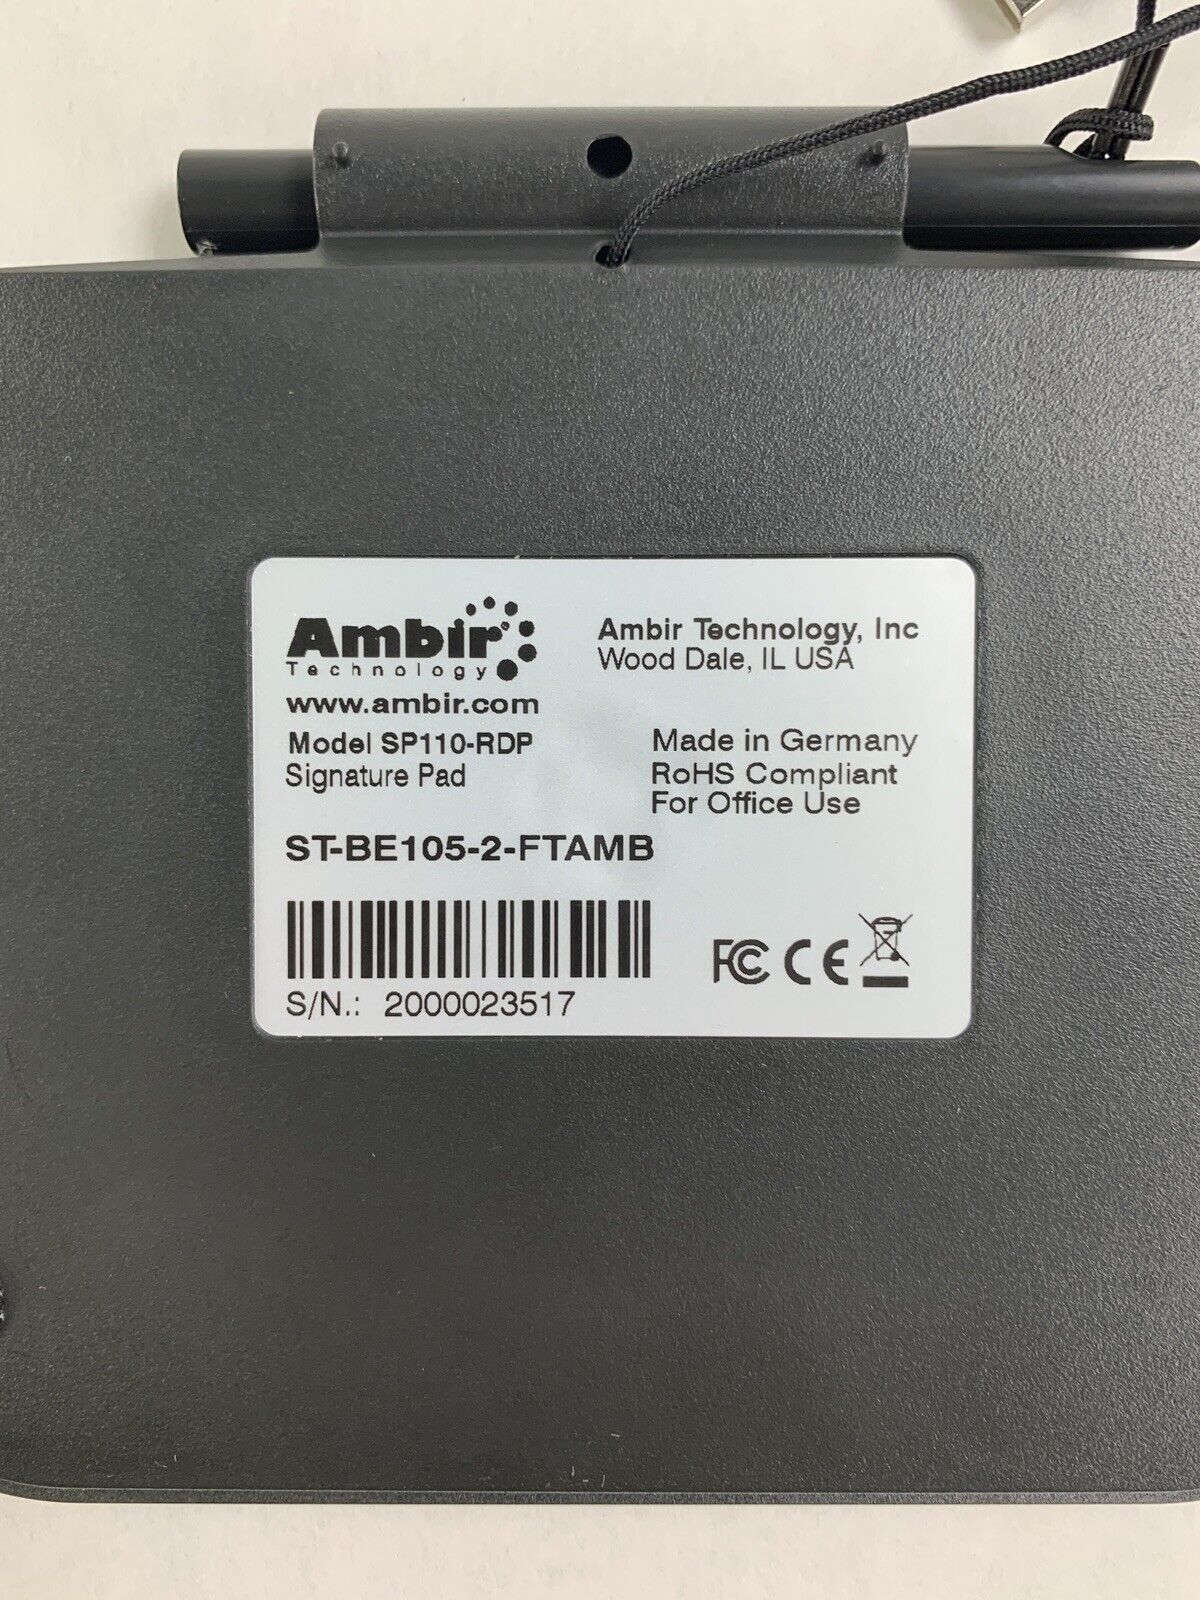 Ambir
Technology
www.ambir.com
Model SP110-RDP
Signature Pad
Ambir Technology, Inc
Wood Dale, IL USA
Made in Germany
RoHS Compliant
For Office Use
ST-BE105-2-FTAMB
S/N.: 2000023517
FC CE